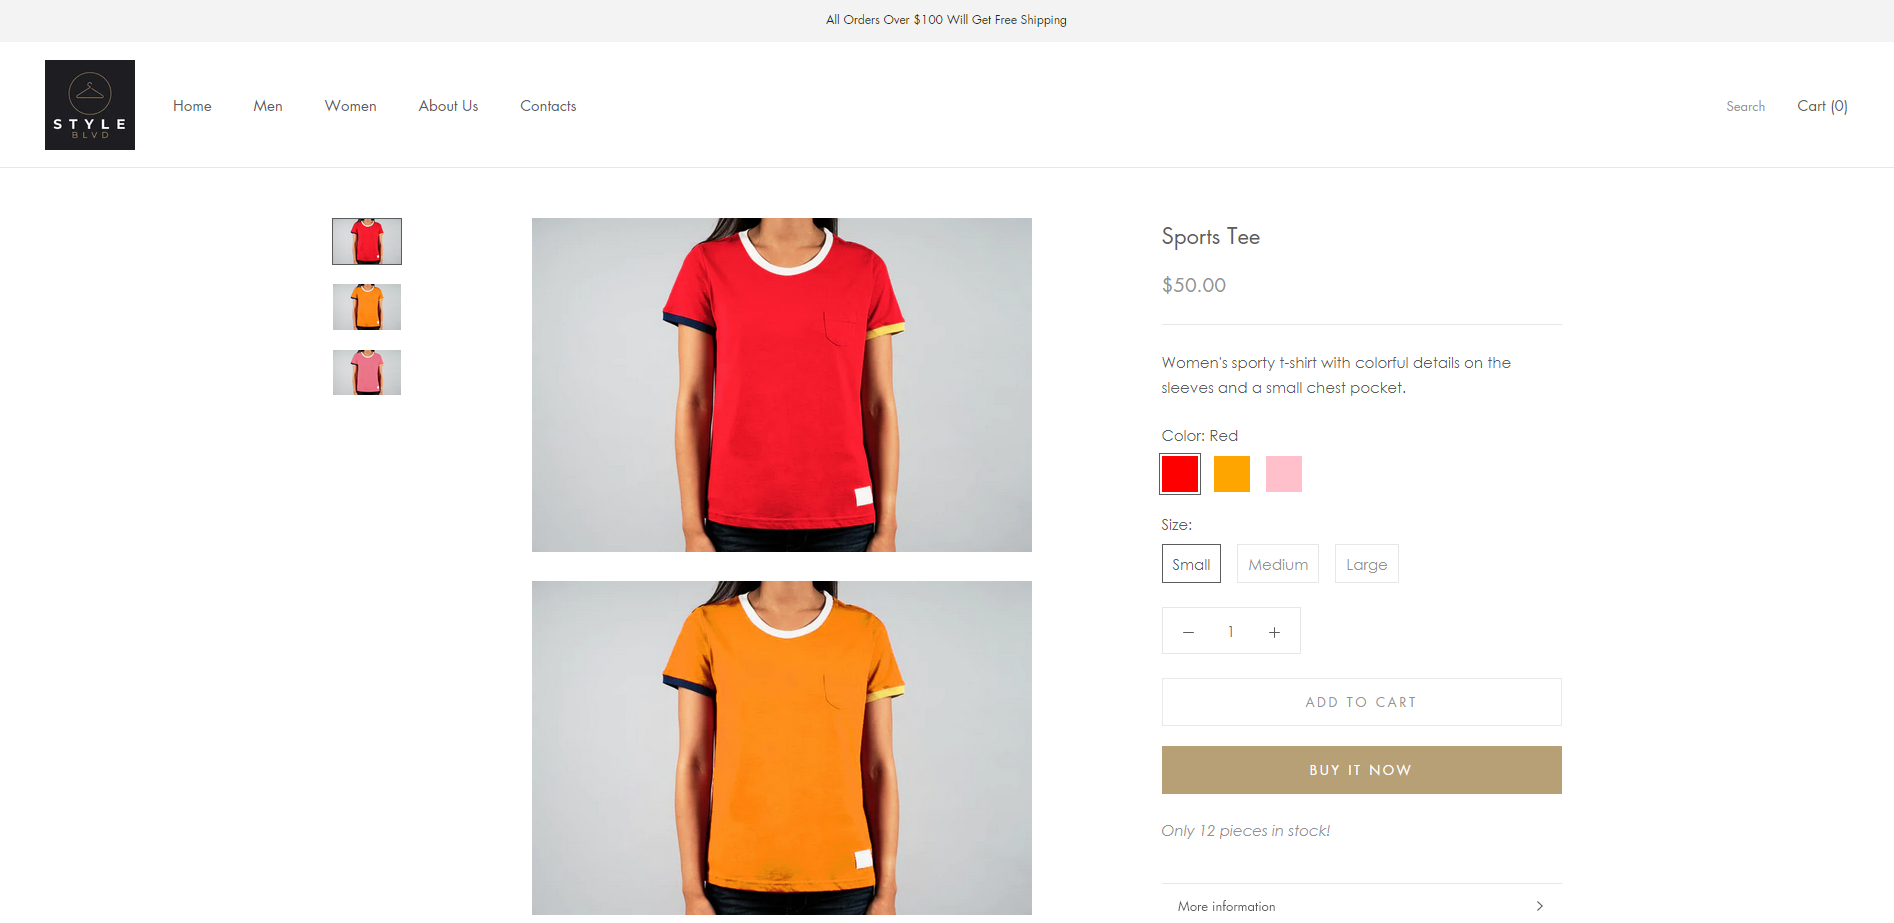 All Orders Over $100 Will Get Free Shipping
STYLE
BLVD
Home
Men
Women
About Us
Contacts
Search
Cart (0)
Sports Tee
$50.00
Women's sporty t-shirt with colorful details on the
sleeves and a small chest pocket.
Color: Red
Size:
Small
Medium
Large
1
ADD TO CART
BUY IT NOW
Only 12 pieces in stock!
More information